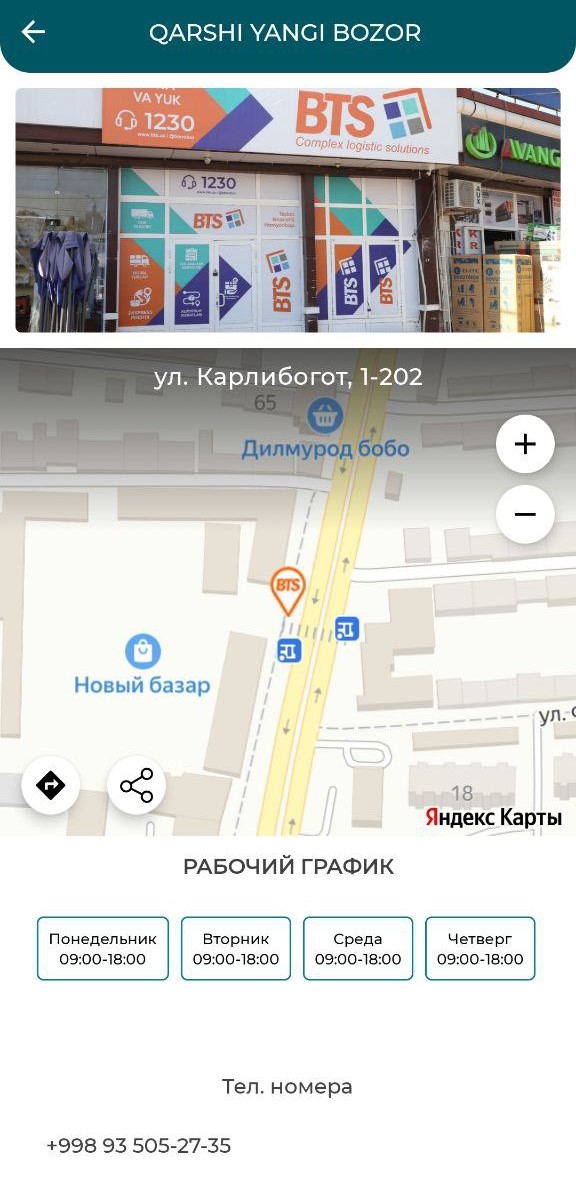 QARSHI YANGI BOZOR
VA YUK
1230
BTS
Complex logistic solutions
AVANG
1230
BTS
BTS
BTS
BTS
ул. Карлибогот, 1-202
65
Дилмурод бобо
BTS
Новый базар
ул. С
18
Яндекс Карты
РАБОЧИЙ ГРАФИК
Понедельник
09:00-18:00
Вторник
09:00-18:00
Среда
09:00-18:00
Четверг
09:00-18:00
Тел. номера
+998 93 505-27-35